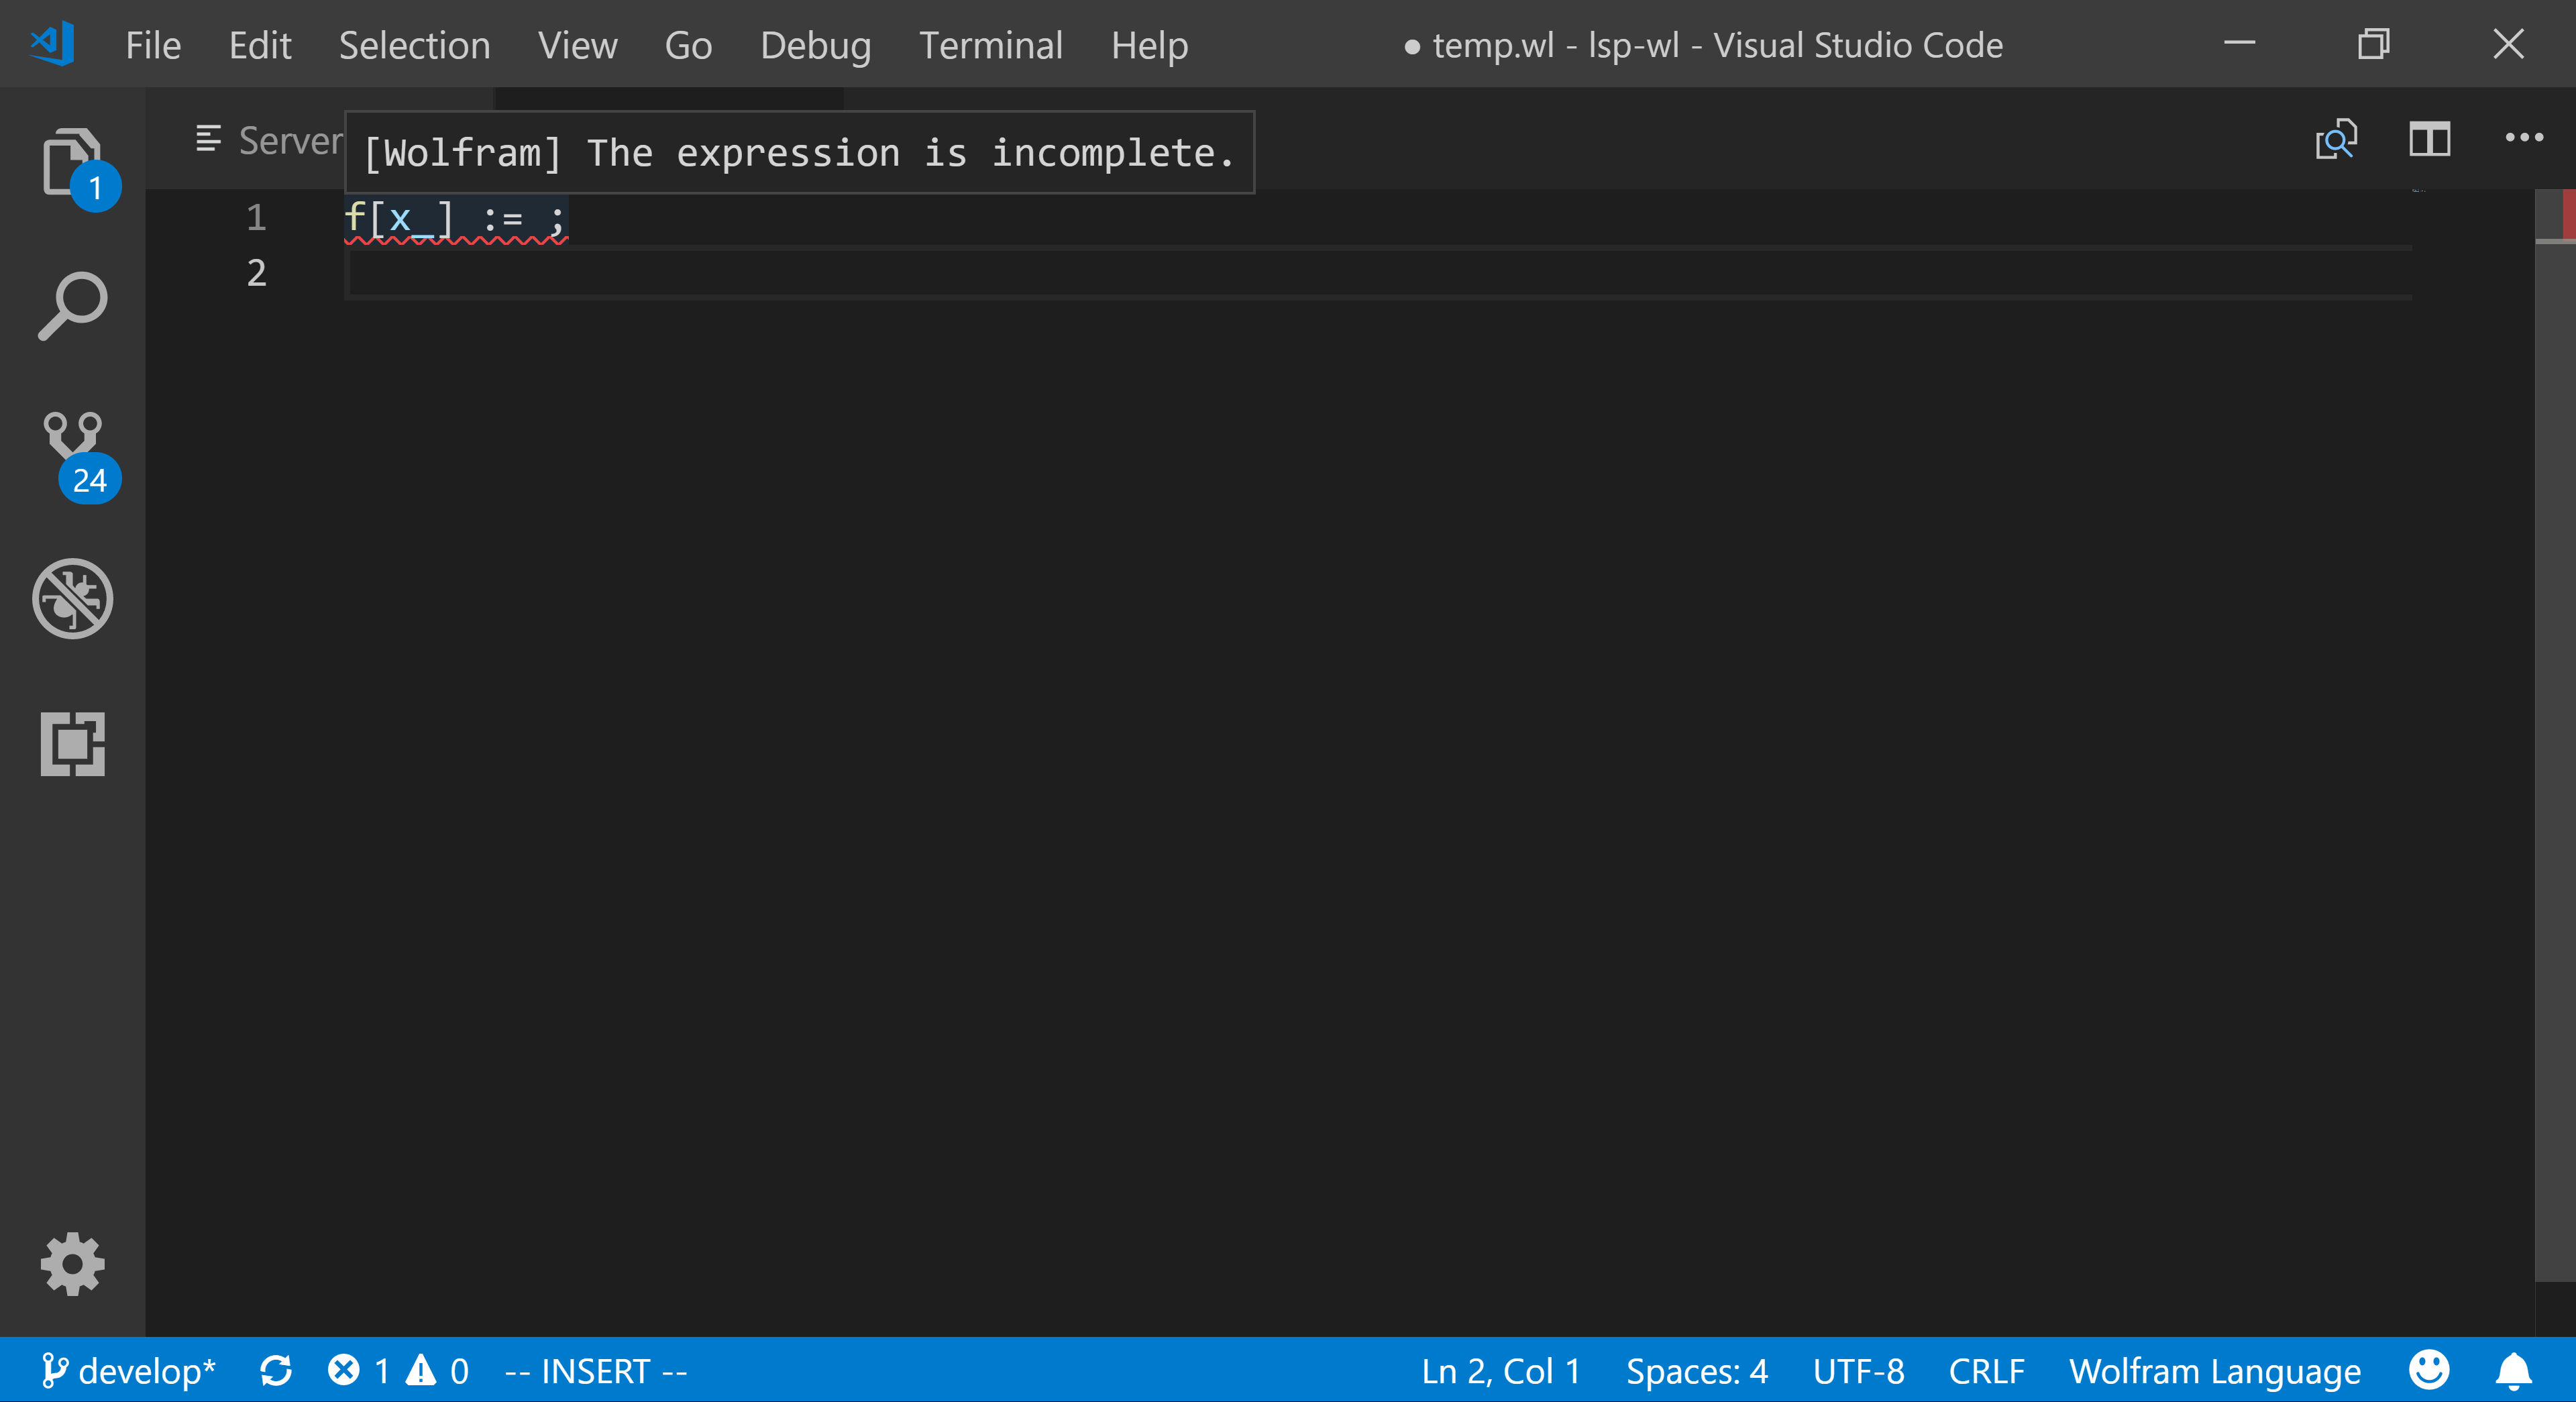 File Edit Selection View Go Debug Terminal Help ● temp.wl - lsp-wl - Visual Studio Code
Server
[Wolfram] The expression is incomplete.
1
1 f[x_] := ;
2
24
develop* 1 0 -- INSERT -- Ln 2, Col 1 Spaces: 4 UTF-8 CRLF Wolfram Language